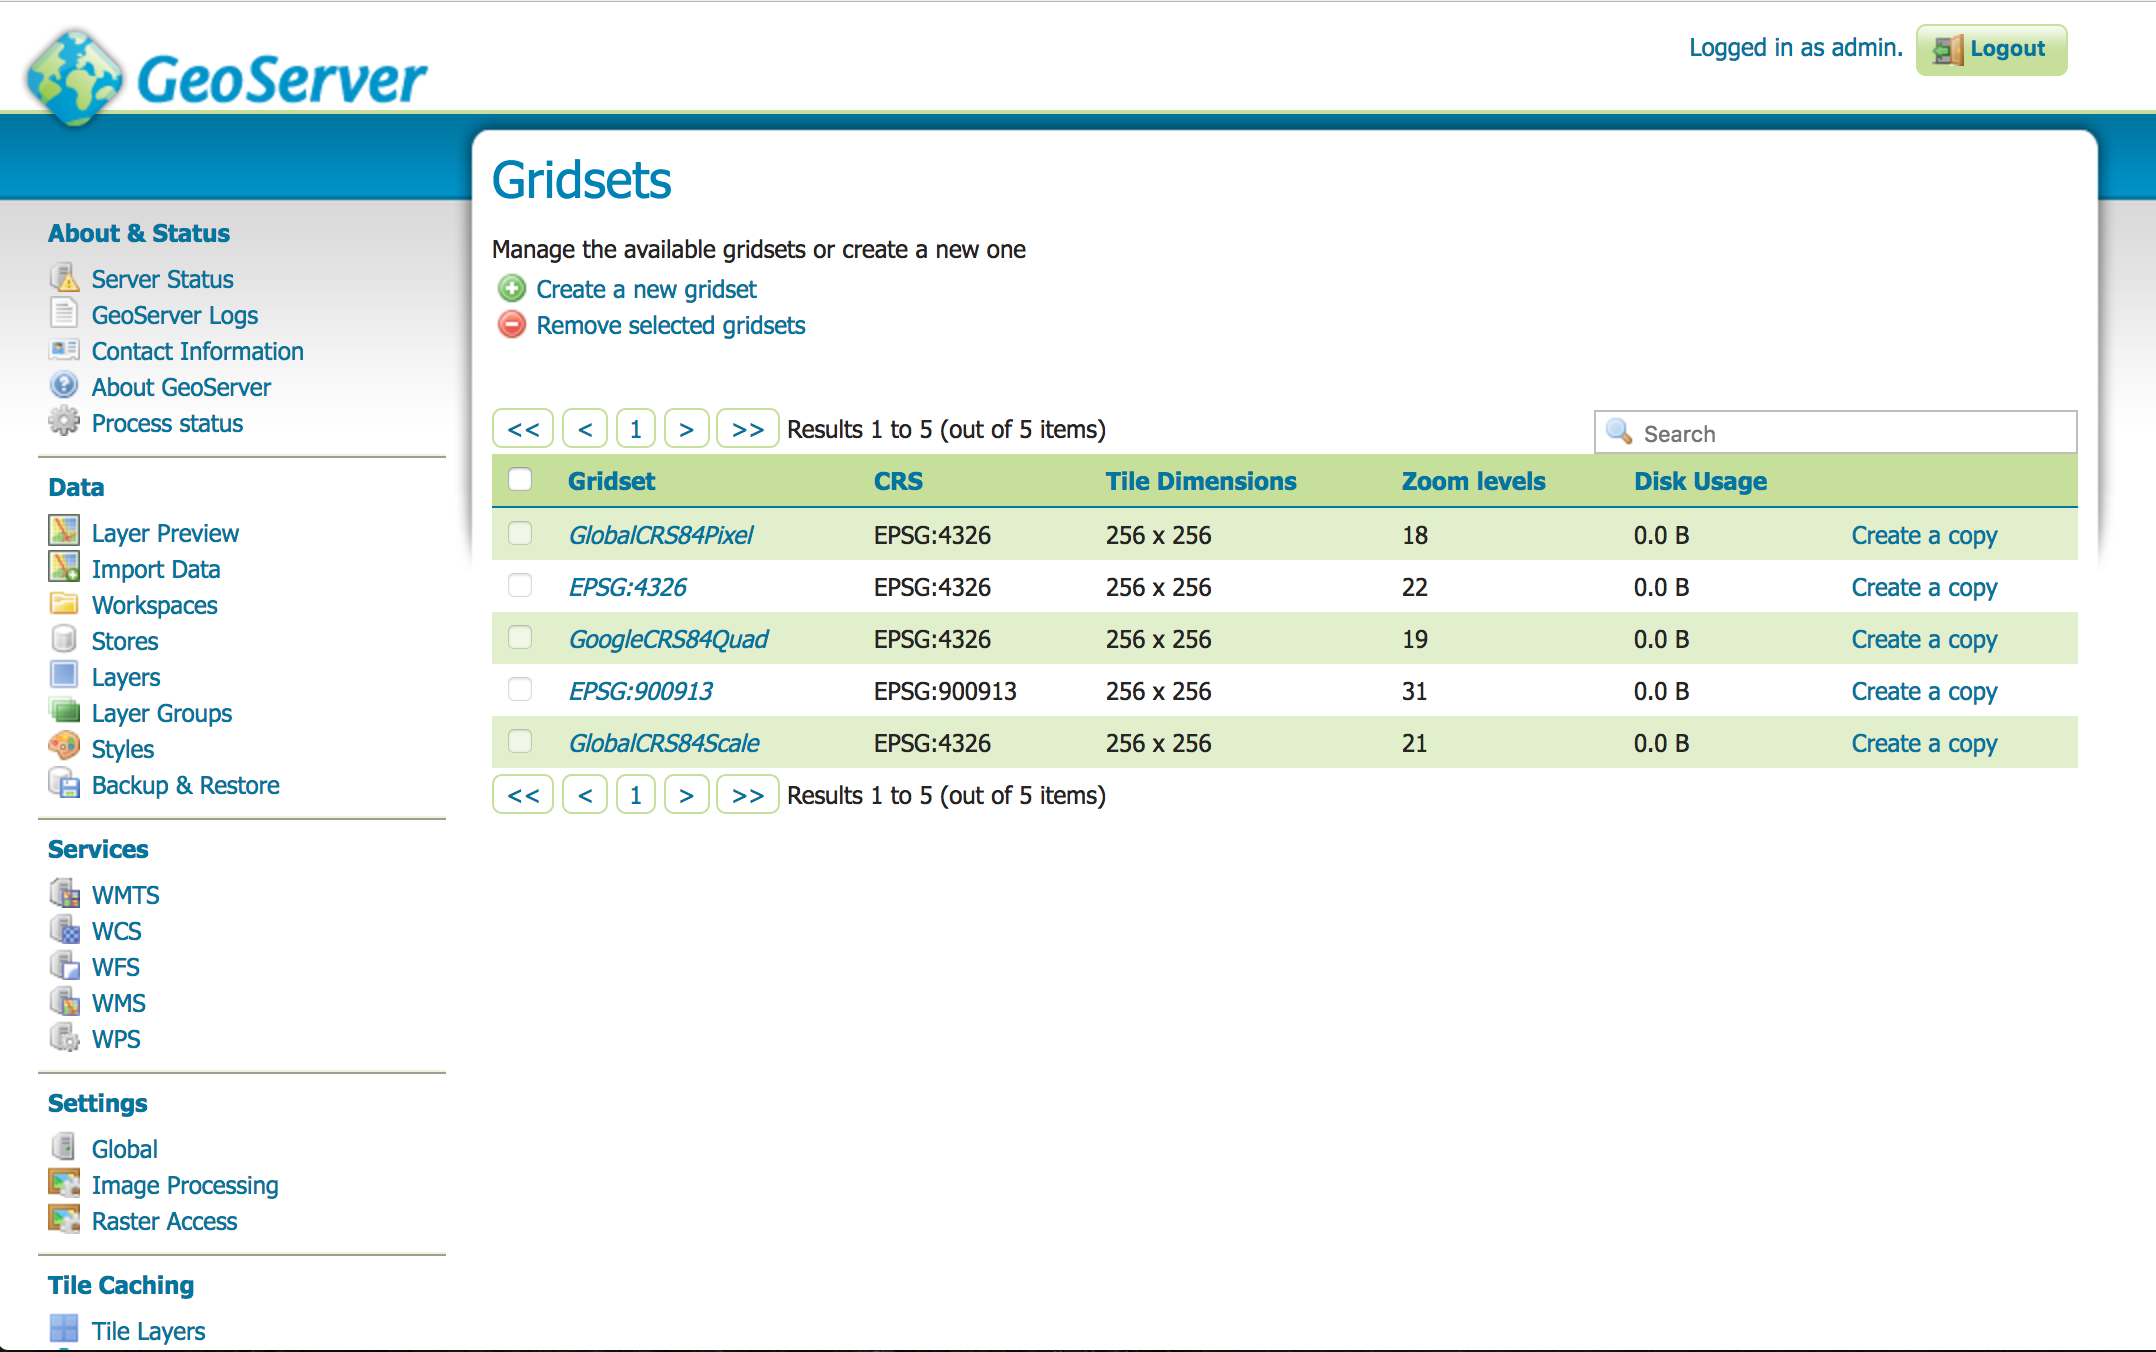 GeoServer
Logged in as admin. Logout
Gridsets
Manage the available gridsets or create a new one
Create a new gridset
Remove selected gridsets
<< < 1 > >> Results 1 to 5 (out of 5 items) Search
Gridset CRS Tile Dimensions Zoom levels Disk Usage
GlobalCRS84Pixel EPSG:4326 256 x 256 18 0.0 B Create a copy
EPSG:4326 EPSG:4326 256 x 256 22 0.0 B Create a copy
GoogleCRS84Quad EPSG:4326 256 x 256 19 0.0 B Create a copy
EPSG:900913 EPSG:900913 256 x 256 31 0.0 B Create a copy
GlobalCRS84Scale EPSG:4326 256 x 256 21 0.0 B Create a copy
<< < 1 > >> Results 1 to 5 (out of 5 items)
About & Status
Server Status
GeoServer Logs
Contact Information
About GeoServer
Process status
Data
Layer Preview
Import Data
Workspaces
Stores
Layers
Layer Groups
Styles
Backup & Restore
Services
WMTS
WCS
WFS
WMS
WPS
Settings
Global
Image Processing
Raster Access
Tile Caching
Tile Layers